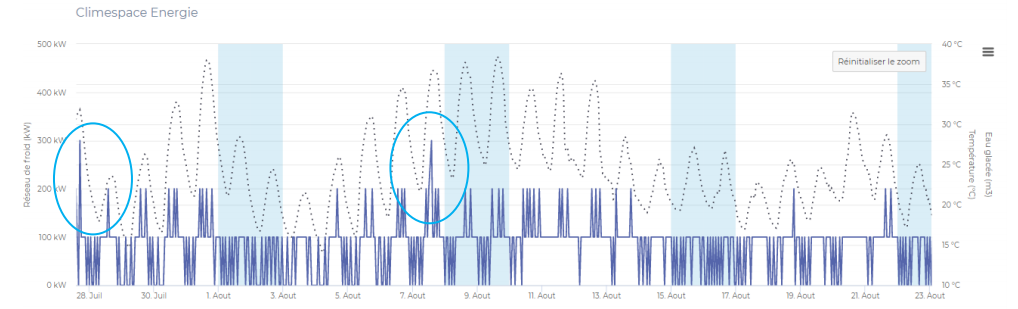 Climespace Energie
500 kW
400 kW
300 kW
200 kW
100 kW
0 kW
Réseau de froid (kW)
40 °C
35 °C
30 °C
25 °C
20 °C
15 °C
10 °C
Température (°C)
Eau glacée (m3)
Réinitialiser le zoom
28. Juil
30. Juil
1. Aout
3. Aout
5. Aout
7. Aout
9. Aout
11. Aout
13. Aout
15. Aout
17. Aout
19. Aout
21. Aout
23. Aout